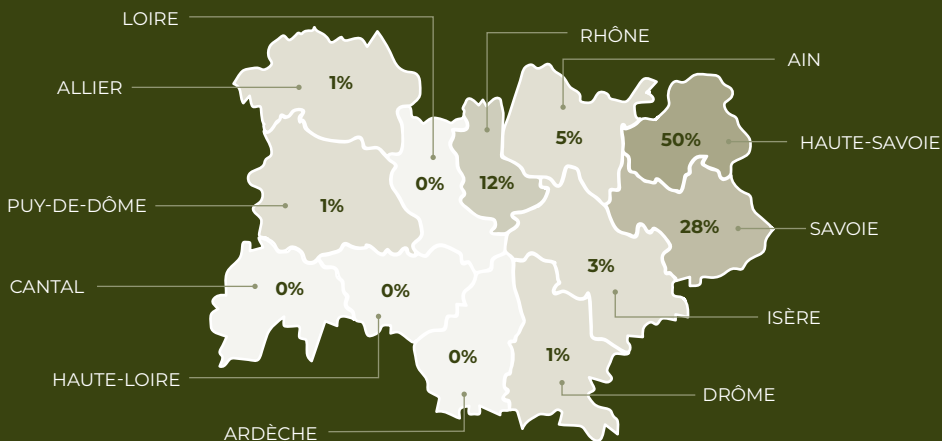 LOIRE
RHÔNE
AIN
ALLIER
1%
5%
50%
HAUTE-SAVOIE
0%
12%
PUY-DE-DÔME
1%
28%
SAVOIE
3%
CANTAL
0%
0%
ISÈRE
0%
1%
HAUTE-LOIRE
DRÔME
ARDÈCHE